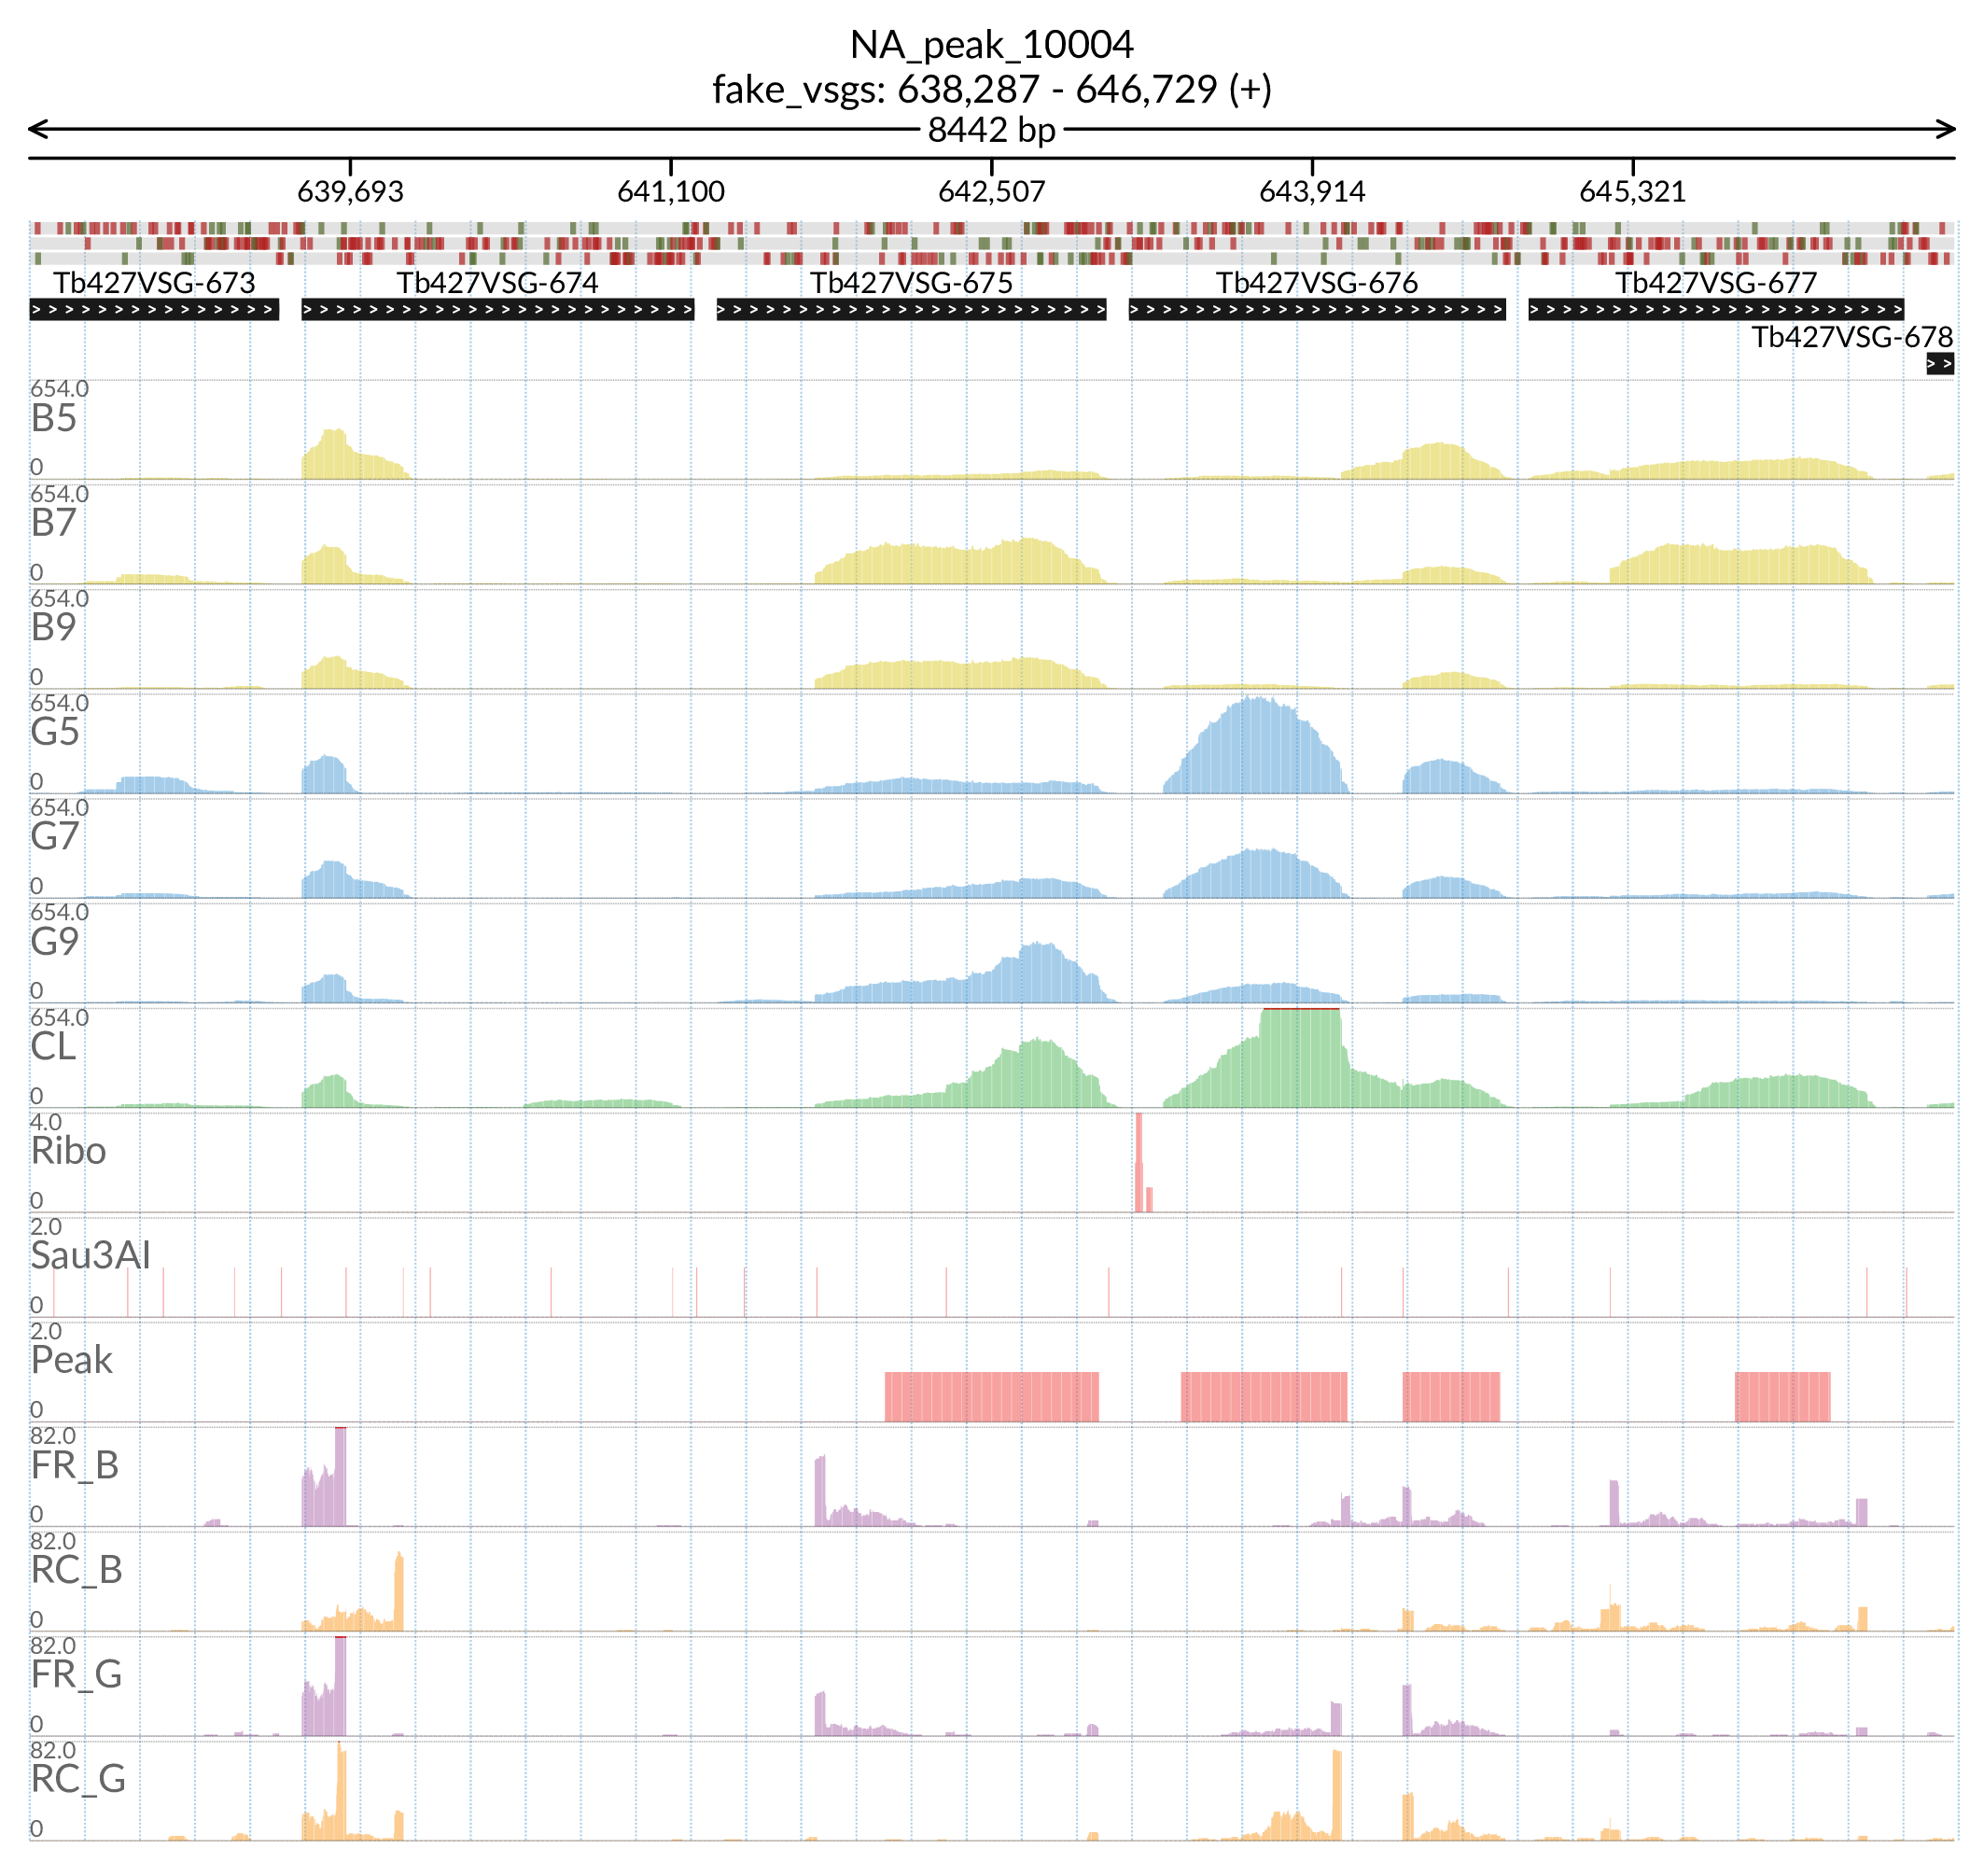 NA_peak_10004
fake_vsgs: 638,287 - 646,729 (+)
8442 bp
639,693 641,100 642,507 643,914 645,321
Tb427VSG-673 Tb427VSG-674 Tb427VSG-675 Tb427VSG-676 Tb427VSG-677
Tb427VSG-678
654.0
B5
0
654.0
B7
0
654.0
B9
0
654.0
G5
0
654.0
G7
0
654.0
G9
0
654.0
CL
0
4.0
Ribo
0
2.0
Sau3AI
0
2.0
Peak
0
82.0
FR_B
0
82.0
RC_B
0
82.0
FR_G
0
82.0
RC_G
0